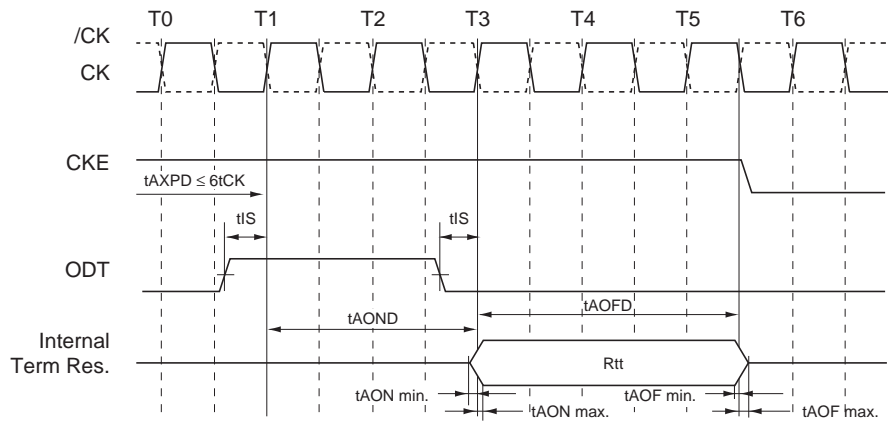 T0 T1 T2 T3 T4 T5 T6
/CK
CK
CKE
tAXPD ≤ 6tCK
tIS tIS
ODT
tAOND tAOFD
Internal
Term Res.
Rtt
tAON min. tAOF min.
tAON max. tAOF max.